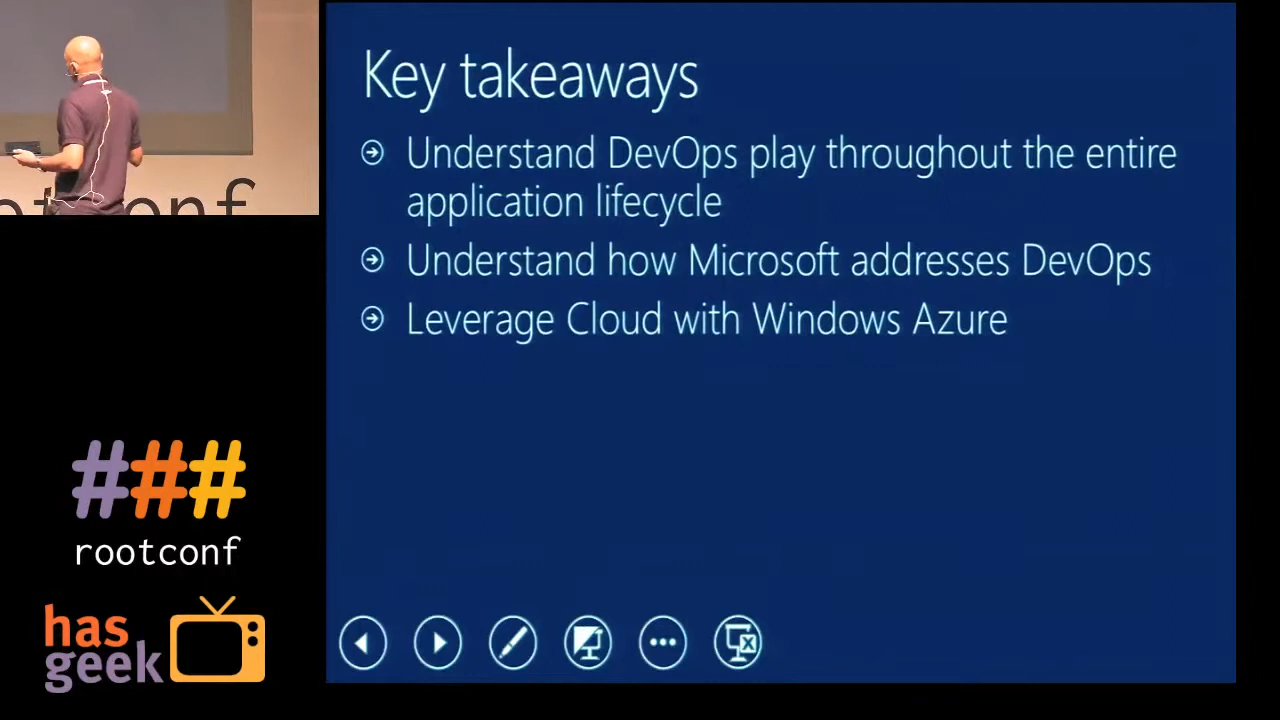 Key takeaways
Understand DevOps play throughout the entire
application lifecycle
Understand how Microsoft addresses DevOps
Leverage Cloud with Windows Azure
###
rootconf
has
geek